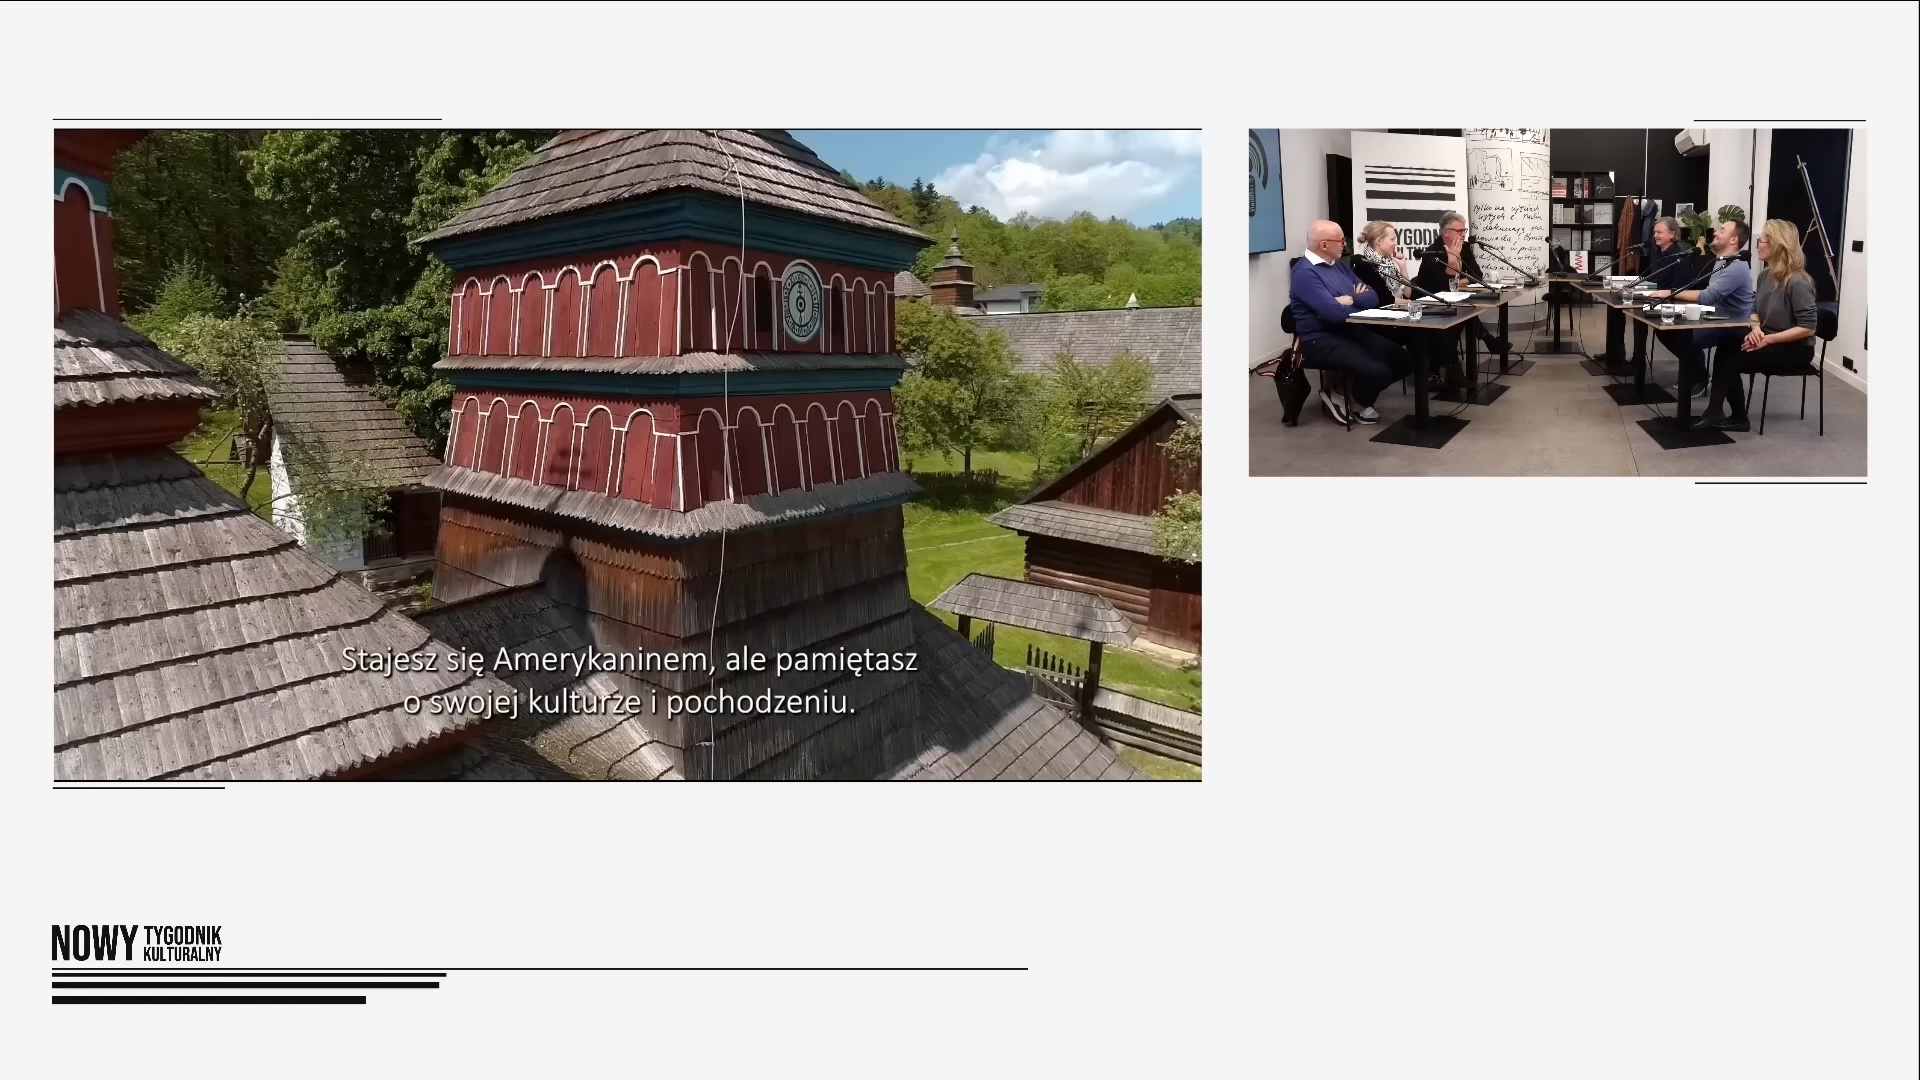 Stajesz się Amerykaninem, ale pamiętasz
o swojej kulturze i pochodzeniu.
NOWY TYGODNIK
KULTURALNY